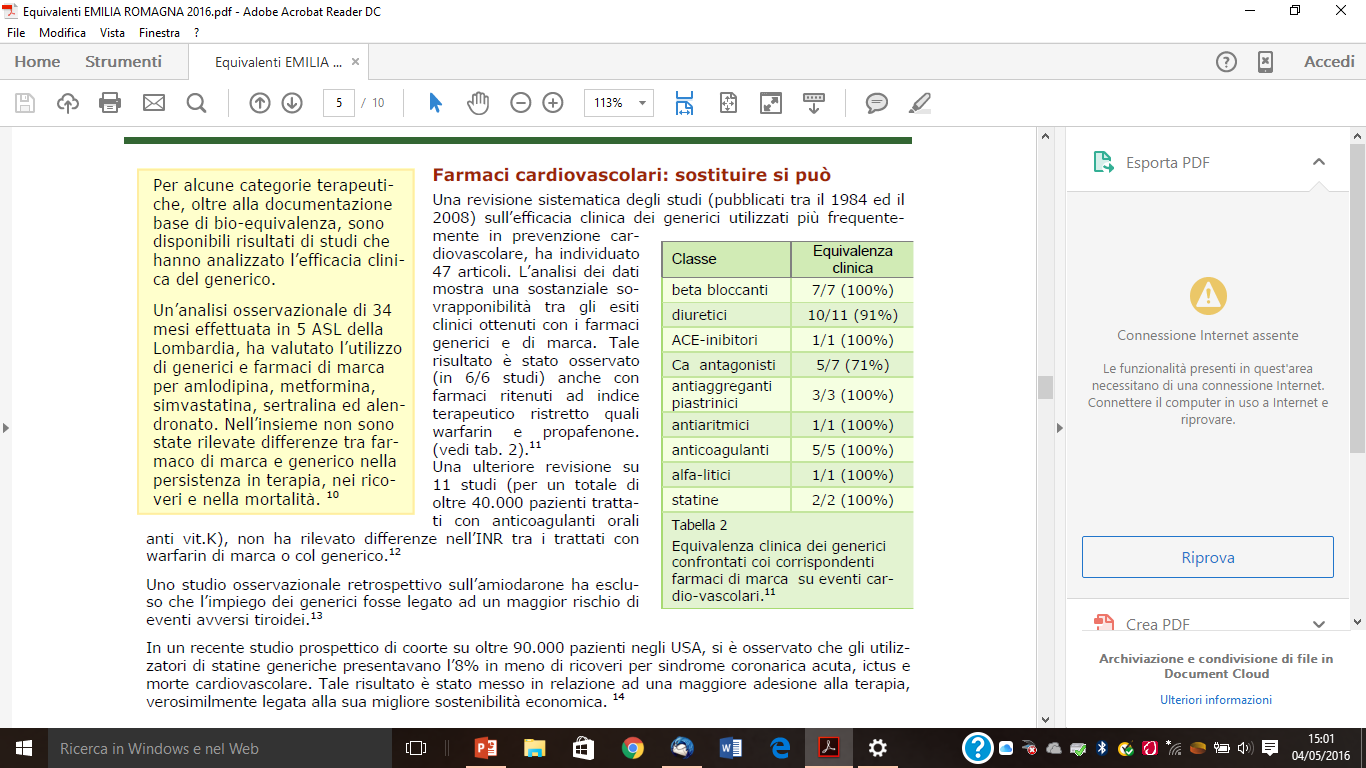 Equivalenti EMILIA ROMAGNA 2016.pdf - Adobe Acrobat Reader DC
File Modifica Vista Finestra ?
Home Strumenti Equivalenti EMILIA ... × Accedi
5 / 10 113%
Per alcune categorie terapeuti-
che, oltre alla documentazione
base di bio-equivalenza, sono
disponibili risultati di studi che
hanno analizzato l'efficacia clini-
ca del generico.
Un'analisi osservazionale di 34
mesi effettuata in 5 ASL della
Lombardia, ha valutato l'utilizzo
di generici e farmaci di marca
per amlodipina, metformina,
simvastatina, sertralina ed alen-
dronato. Nell'insieme non sono
state rilevate differenze tra far-
maco di marca e generico nella
persistenza in terapia, nei rico-
veri e nella mortalità. 10
Farmaci cardiovascolari: sostituire si può
Una revisione sistematica degli studi (pubblicati tra il 1984 ed il
2008) sull'efficacia clinica dei generici utilizzati più frequente-
mente in prevenzione car-
diovascolare, ha individuato
47 articoli. L'analisi dei dati
mostra una sostanziale so-
vrapponibilità tra gli esiti
clinici ottenuti con i farmaci
generici e di marca. Tale
risultato è stato osservato
(in 6/6 studi) anche con
farmaci ritenuti ad indice
terapeutico ristretto quali
warfarin e propafenone.
(vedi tab. 2).11
Una ulteriore revisione su
11 studi (per un totale di
oltre 40.000 pazienti tratta-
ti con anticoagulanti orali
anti vit.K), non ha rilevato differenze nell'INR tra i trattati con
warfarin di marca o col generico.12
Uno studio osservazionale retrospettivo sull'amiodarone ha esclu-
so che l'impiego dei generici fosse legato ad un maggior rischio di
eventi avversi tiroidei.13
In un recente studio prospettico di coorte su oltre 90.000 pazienti negli USA, si è osservato che gli utiliz-
zatori di statine generiche presentavano l'8% in meno di ricoveri per sindrome coronarica acuta, ictus e
morte cardiovascolare. Tale risultato è stato messo in relazione ad una maggiore adesione alla terapia,
verosimilmente legata alla sua migliore sostenibilità economica. 14
Classe Equivalenza
clinica
beta bloccanti 7/7 (100%)
diuretici 10/11 (91%)
ACE-inibitori 1/1 (100%)
Ca antagonisti 5/7 (71%)
antiaggreganti
piastrinici 3/3 (100%)
antiaritmici 1/1 (100%)
anticoagulanti 5/5 (100%)
alfa-litici 1/1 (100%)
statine 2/2 (100%)
Tabella 2
Equivalenza clinica dei generici
confrontati coi corrispondenti
farmaci di marca su eventi car-
dio-vascolari.11
Esporta PDF
Connessione Internet assente
Le funzionalità presenti in quest'area
necessitano di una connessione Internet.
Connettere il computer in uso a Internet e
riprovare.
Riprova
Crea PDF
Archiviazione e condivisione di file in
Document Cloud
Ulteriori informazioni
Ricerca in Windows e nel Web
15:01
04/05/2016